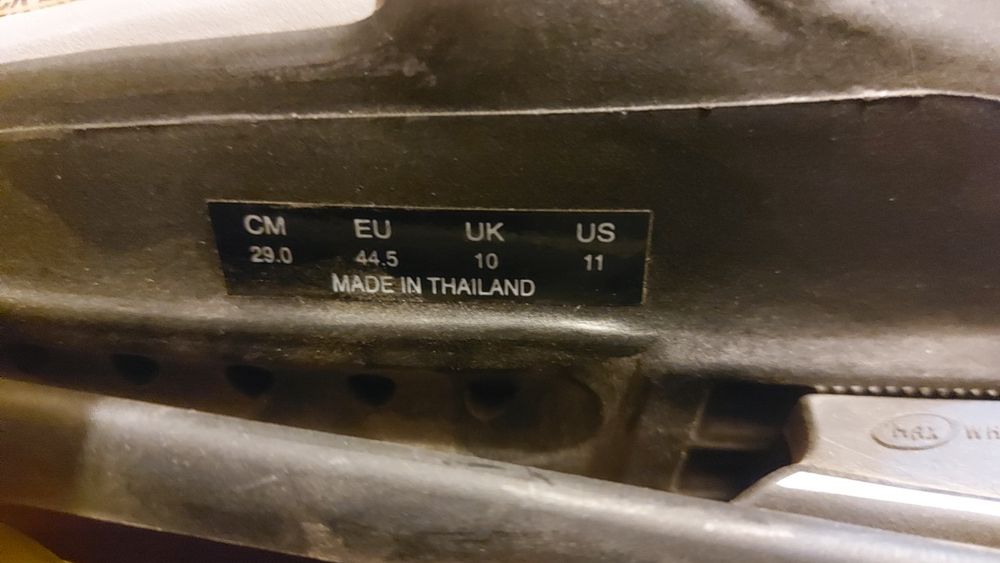 CM EU UK US
29.0 44.5 10 11
MADE IN THAILAND